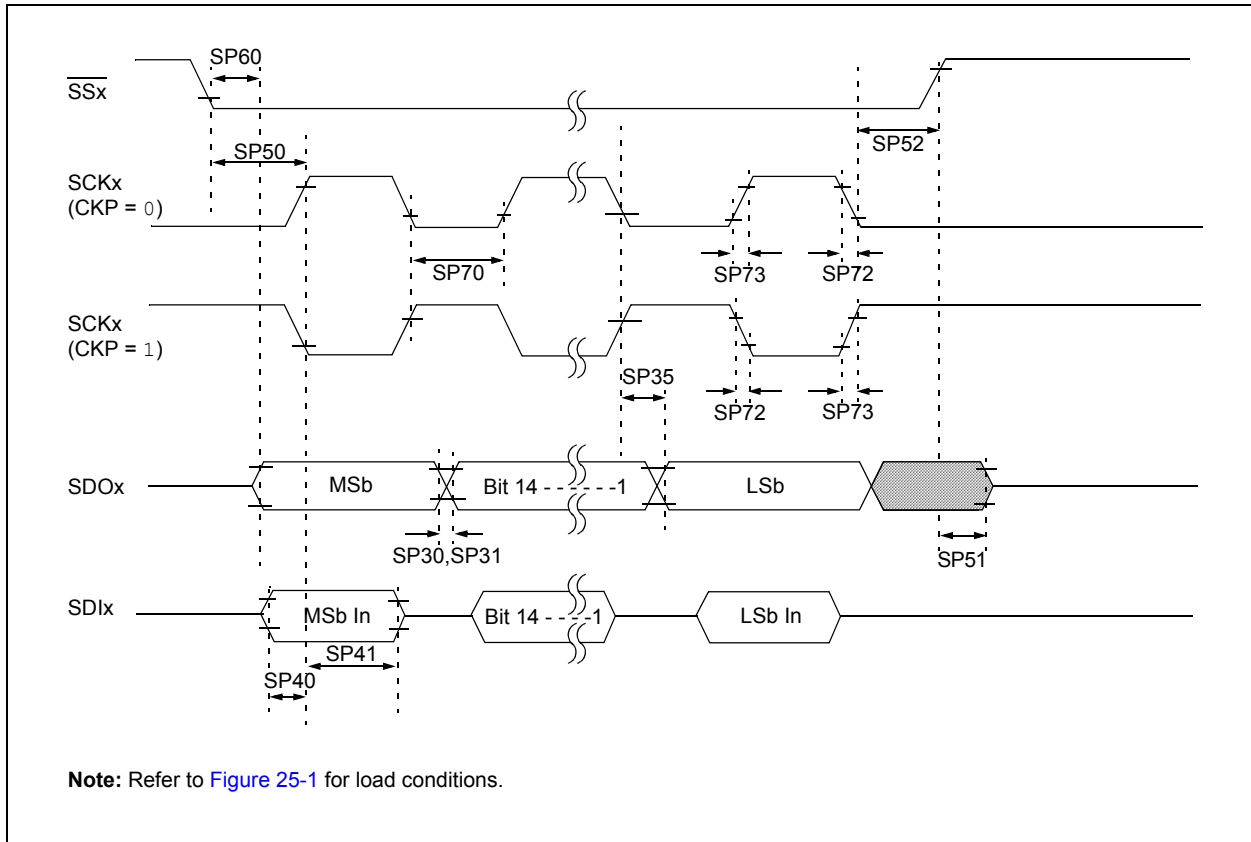 SP60
SSx
SP50
SP52
SCKx
(CKP = 0)
SP70
SP73
SP72
SCKx
(CKP = 1)
SP35
SP72
SP73
SDOx
MSb
Bit 14 - - - - - -1
LSb
SP30,SP31
SP51
SDIx
MSb In
Bit 14 - - - -1
LSb In
SP41
SP40
Note: Refer to Figure 25-1 for load conditions.